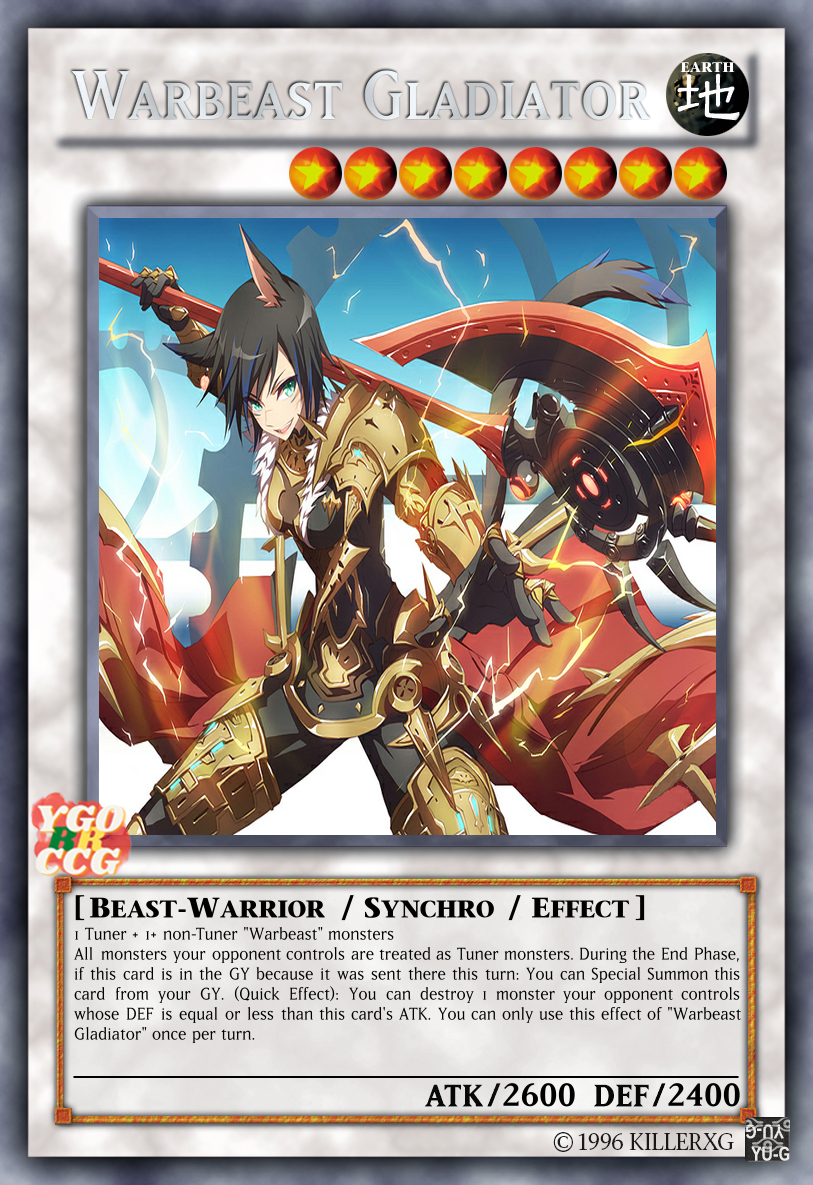 WARBEAST GLADIATOR
EARTH
地
YGO
RR
CCG
[ BEAST-WARRIOR / SYNCHRO / EFFECT ]
1 Tuner + 1+ non-Tuner "Warbeast" monsters
All monsters your opponent controls are treated as Tuner monsters. During the End Phase,
if this card is in the GY because it was sent there this turn: You can Special Summon this
card from your GY. (Quick Effect): You can destroy 1 monster your opponent controls
whose DEF is equal or less than this card's ATK. You can only use this effect of "Warbeast
Gladiator" once per turn.
ATK/2600 DEF/2400
© 1996 KILLERXG
YU-G